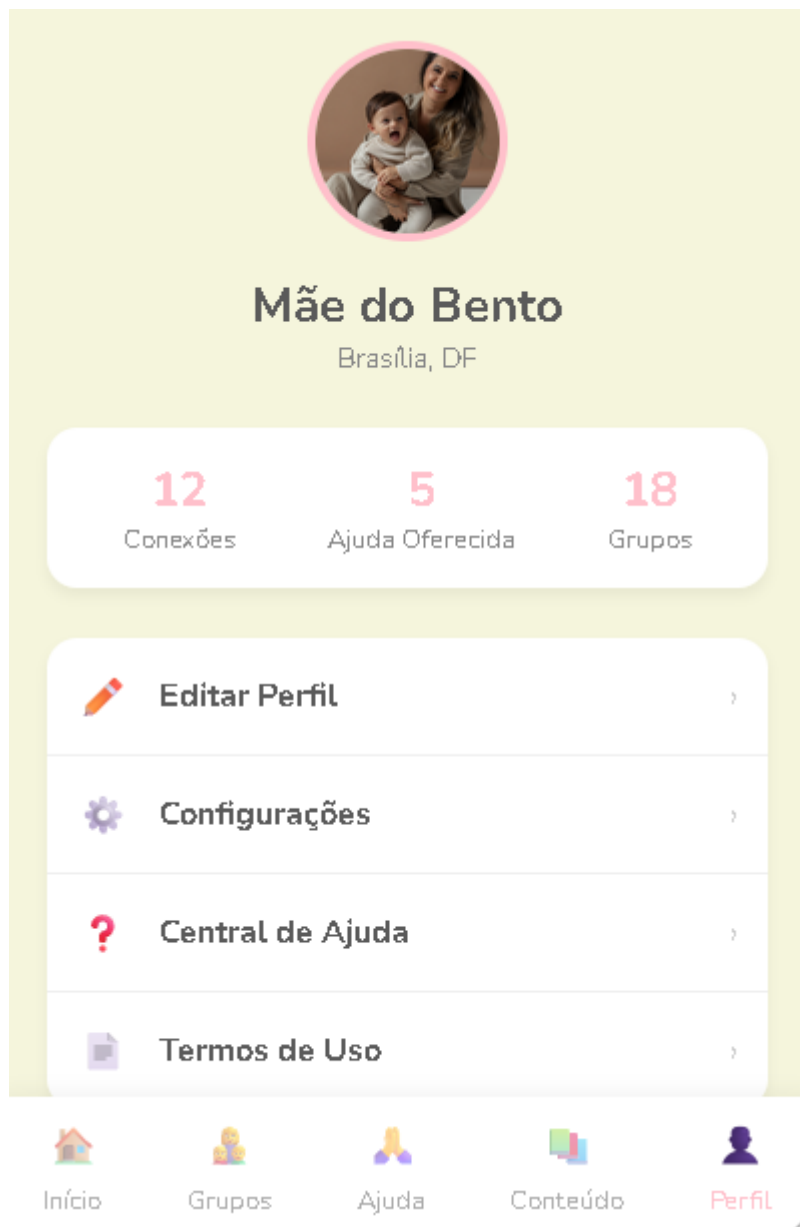 Mãe do Bento
Brasília, DF
12 5 18
Conexões Ajuda Oferecida Grupos
Editar Perfil ›
Configurações ›
Central de Ajuda ›
Termos de Uso ›
Início Grupos Ajuda Conteúdo Perfil